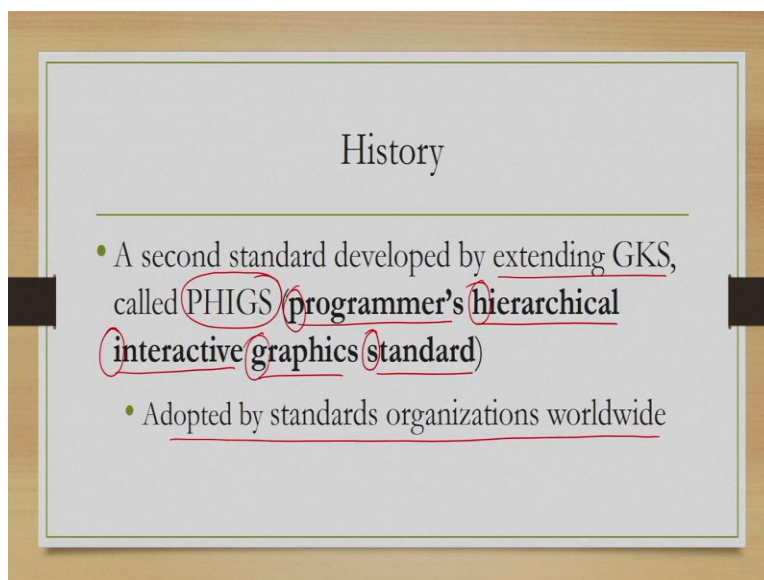 History
• A second standard developed by extending GKS,
called PHIGS (programmer's hierarchical
interactive graphics standard)
• Adopted by standards organizations worldwide